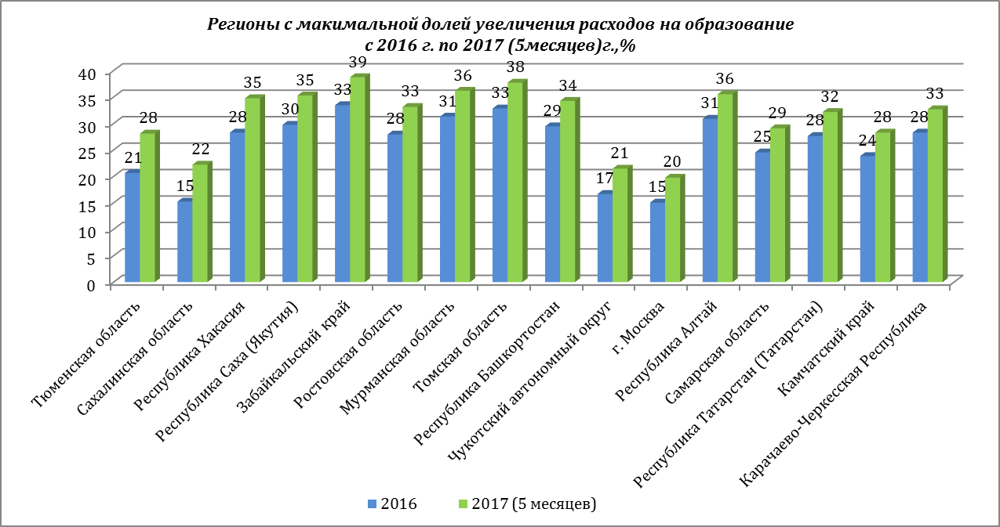 Регионы с макимальной долей увеличения расходов на образование
с 2016 г. по 2017 (5месяцев)г.,%
40
35
30
25
20
15
10
5
0
21
28
15
22
28
35
30
35
33
39
28
33
31
36
33
38
29
34
17
21
15
20
31
36
25
29
28
32
24
28
28
33
Тюменская область
Сахалинская область
Республика Хакасия
Республика Саха (Якутия)
Забайкальский край
Ростовская область
Мурманская область
Томская область
Республика Башкортостан
Чукотский автономный округ
г. Москва
Республика Алтай
Самарская область
Республика Татарстан (Татарстан)
Камчатский край
Карачаево-Черкесская Республика
2016
2017 (5 месяцев)